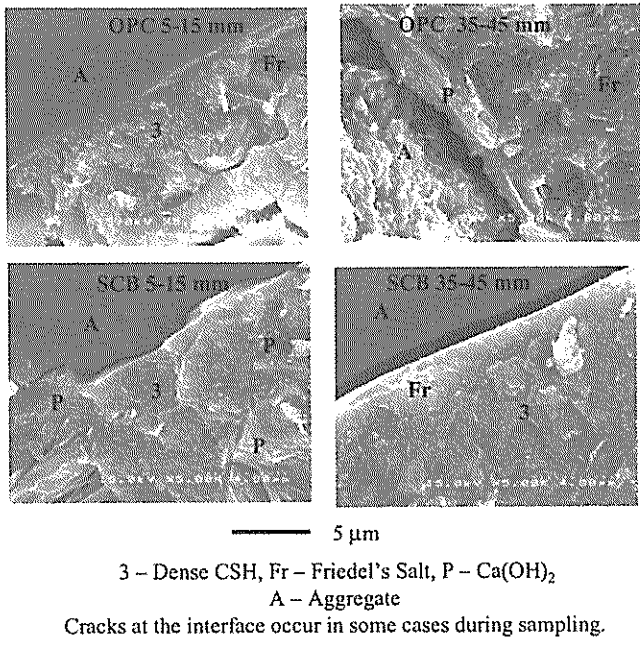 OPC 5-15 mm
A
Fr
3
OPC 35-45 mm
P
Fr
A
SCB 5-15 mm
A
P
P
3
P
SCB 35-45 mm
A
Fr
3
5 μm
3 – Dense CSH, Fr – Friedel's Salt, P – Ca(OH)₂
A – Aggregate
Cracks at the interface occur in some cases during sampling.